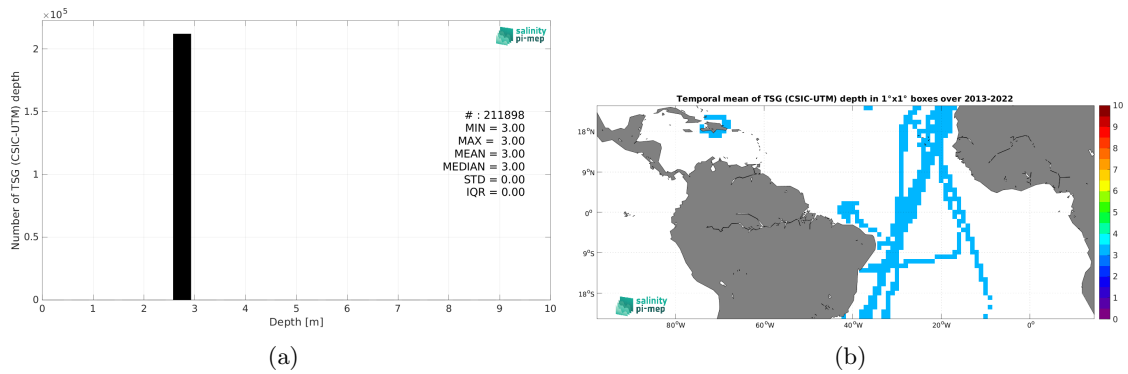 ×10⁵
2
1.5
1
0.5
0
0 1 2 3 4 5 6 7 8 9 10
Number of TSG (CSIC-UTM) depth
Depth [m]
salinity
pi-mep
# : 211898
MIN = 3.00
MAX = 3.00
MEAN = 3.00
MEDIAN = 3.00
STD = 0.00
IQR = 0.00
(a)
Temporal mean of TSG (CSIC-UTM) depth in 1°x1° boxes over 2013-2022
18°N
9°N
0°
9°S
18°S
80°W 60°W 40°W 20°W 0°
salinity
pi-mep
10
9
8
7
6
5
4
3
2
1
0
(b)